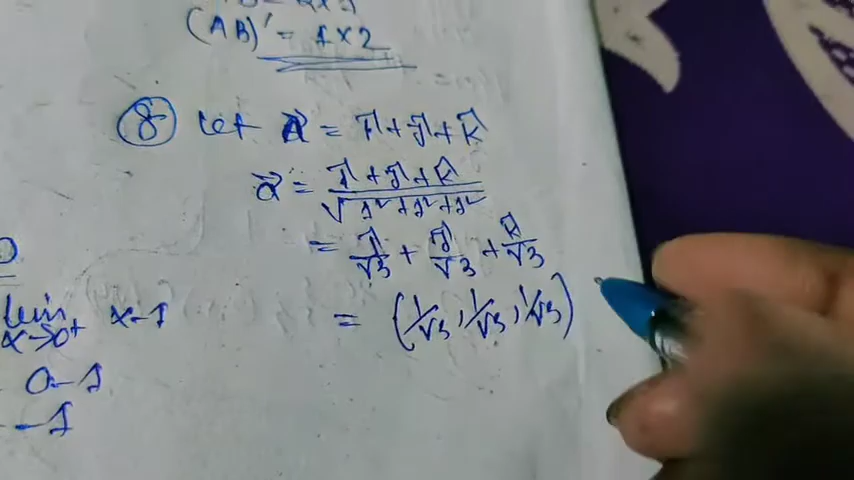 (AB)' = 1×2
⑧ Let a⃗ = î+ĵ+k̂
a⃗ = î+ĵ+k̂ / √1²+1²+1²
= î/√3 + ĵ/√3 + k̂/√3
= (1/√3, 1/√3, 1/√3)
lim x→0⁺ x-1
0-1
-1